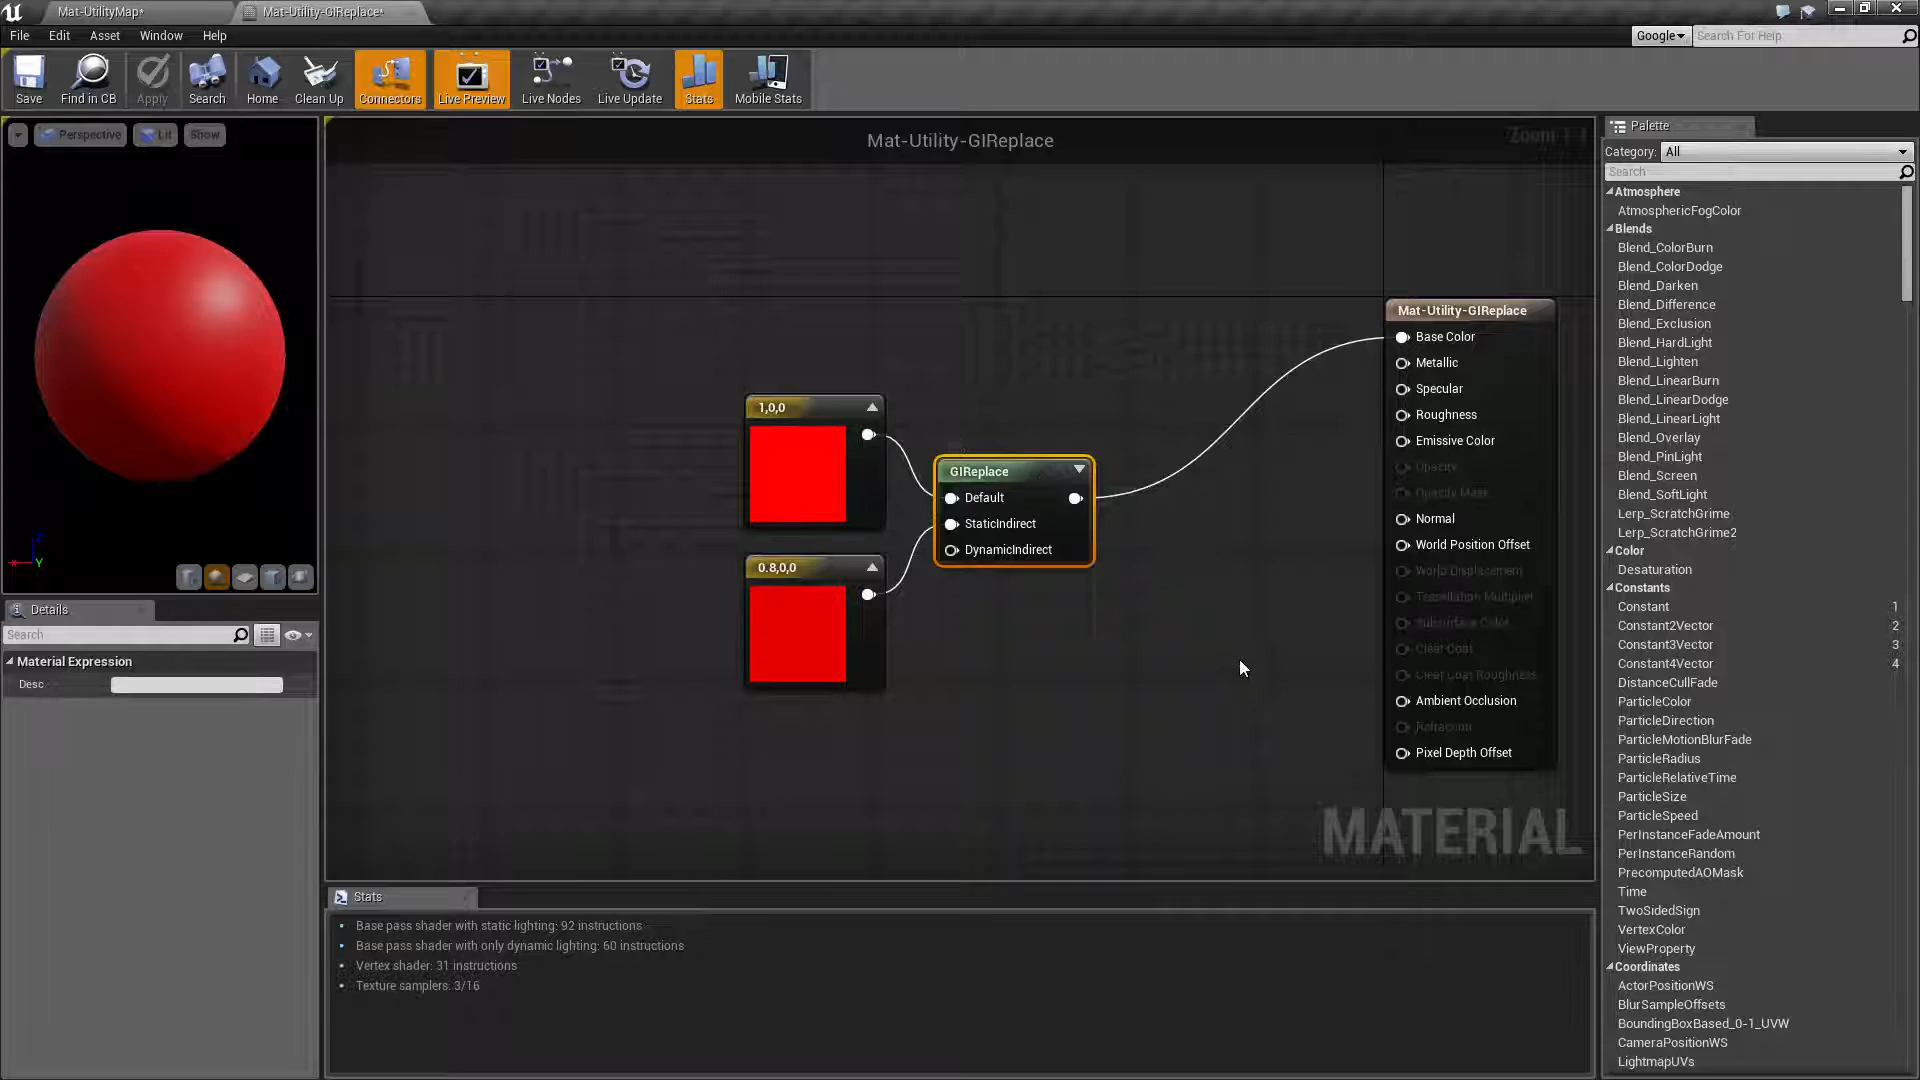 Mat-UtilityMap*
Mat-Utility-GIReplace*
File Edit Asset Window Help
Google
Search For Help
Save
Find in CB
Apply
Search
Home
Clean Up
Connectors
Live Preview
Live Nodes
Live Update
Stats
Mobile Stats
Perspective
Lit
Show
Z
X
Y
Details
Search
Material Expression
Desc
Mat-Utility-GIReplace
Zoom 1:1
1,0,0
0.8,0,0
GIReplace
Default
StaticIndirect
DynamicIndirect
Mat-Utility-GIReplace
Base Color
Metallic
Specular
Roughness
Emissive Color
Opacity
Opacity Mask
Normal
World Position Offset
World Displacement
Tessellation Multiplier
Subsurface Color
Clear Coat
Clear Coat Roughness
Ambient Occlusion
Refraction
Pixel Depth Offset
MATERIAL
Stats
Base pass shader with static lighting: 92 instructions
Base pass shader with only dynamic lighting: 60 instructions
Vertex shader: 31 instructions
Texture samplers: 3/16
Palette
Category: All
Search
Atmosphere
AtmosphericFogColor
Blends
Blend_ColorBurn
Blend_ColorDodge
Blend_Darken
Blend_Difference
Blend_Exclusion
Blend_HardLight
Blend_Lighten
Blend_LinearBurn
Blend_LinearDodge
Blend_LinearLight
Blend_Overlay
Blend_PinLight
Blend_Screen
Blend_SoftLight
Lerp_ScratchGrime
Lerp_ScratchGrime2
Color
Desaturation
Constants
Constant 1
Constant2Vector 2
Constant3Vector 3
Constant4Vector 4
DistanceCullFade
ParticleColor
ParticleDirection
ParticleMotionBlurFade
ParticleRadius
ParticleRelativeTime
ParticleSize
ParticleSpeed
PerInstanceFadeAmount
PerInstanceRandom
PrecomputedAOMask
Time
TwoSidedSign
VertexColor
ViewProperty
Coordinates
ActorPositionWS
BlurSampleOffsets
BoundingBoxBased_0-1_UVW
CameraPositionWS
LightmapUVs